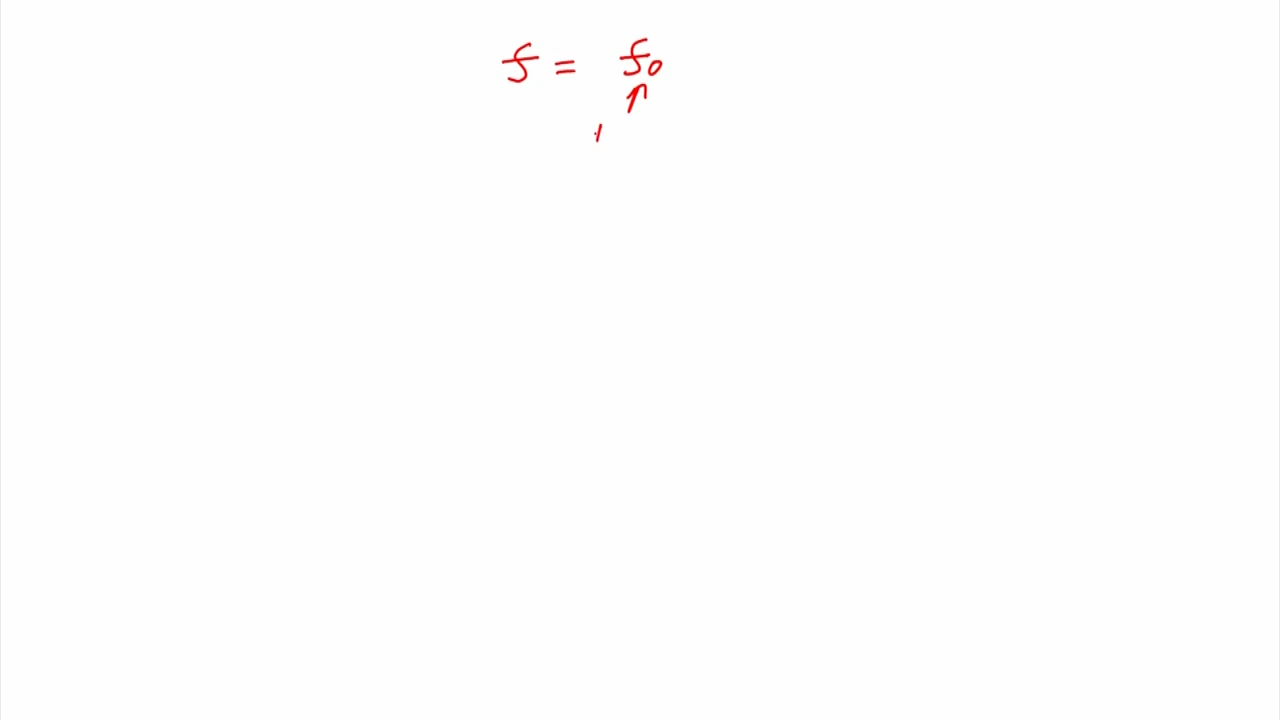 f = f₀
↑